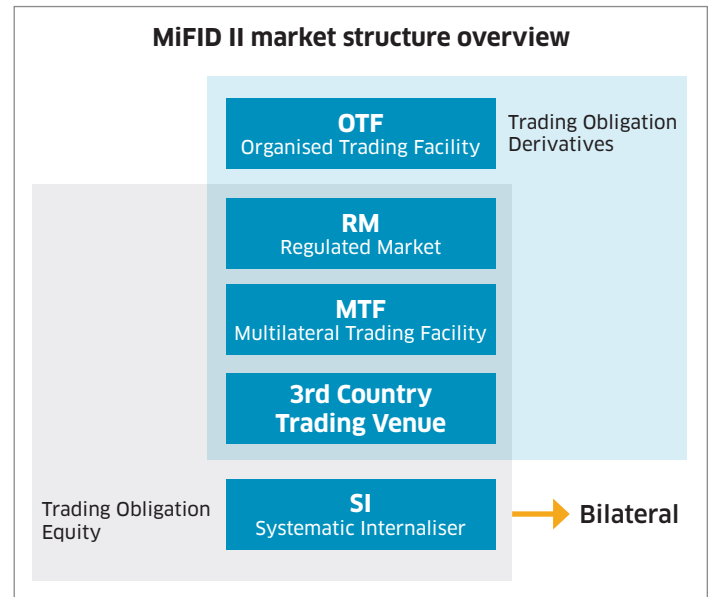 MiFID II market structure overview
OTF
Organised Trading Facility
Trading Obligation
Derivatives
RM
Regulated Market
MTF
Multilateral Trading Facility
3rd Country
Trading Venue
SI
Systematic Internaliser
Trading Obligation
Equity
Bilateral